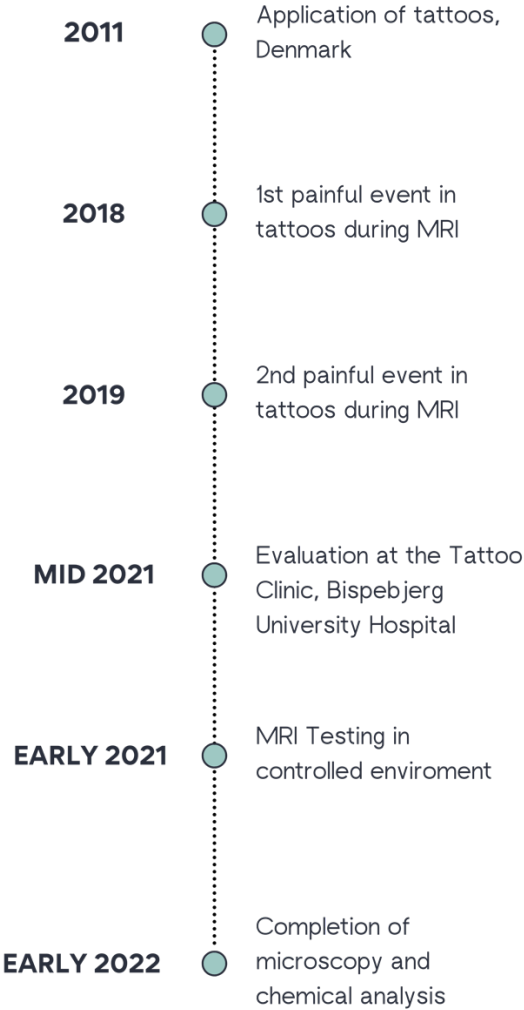 2011
Application of tattoos,
Denmark
2018
1st painful event in
tattoos during MRI
2019
2nd painful event in
tattoos during MRI
MID 2021
Evaluation at the Tattoo
Clinic, Bispebjerg
University Hospital
EARLY 2021
MRI Testing in
controlled enviroment
EARLY 2022
Completion of
microscopy and
chemical analysis